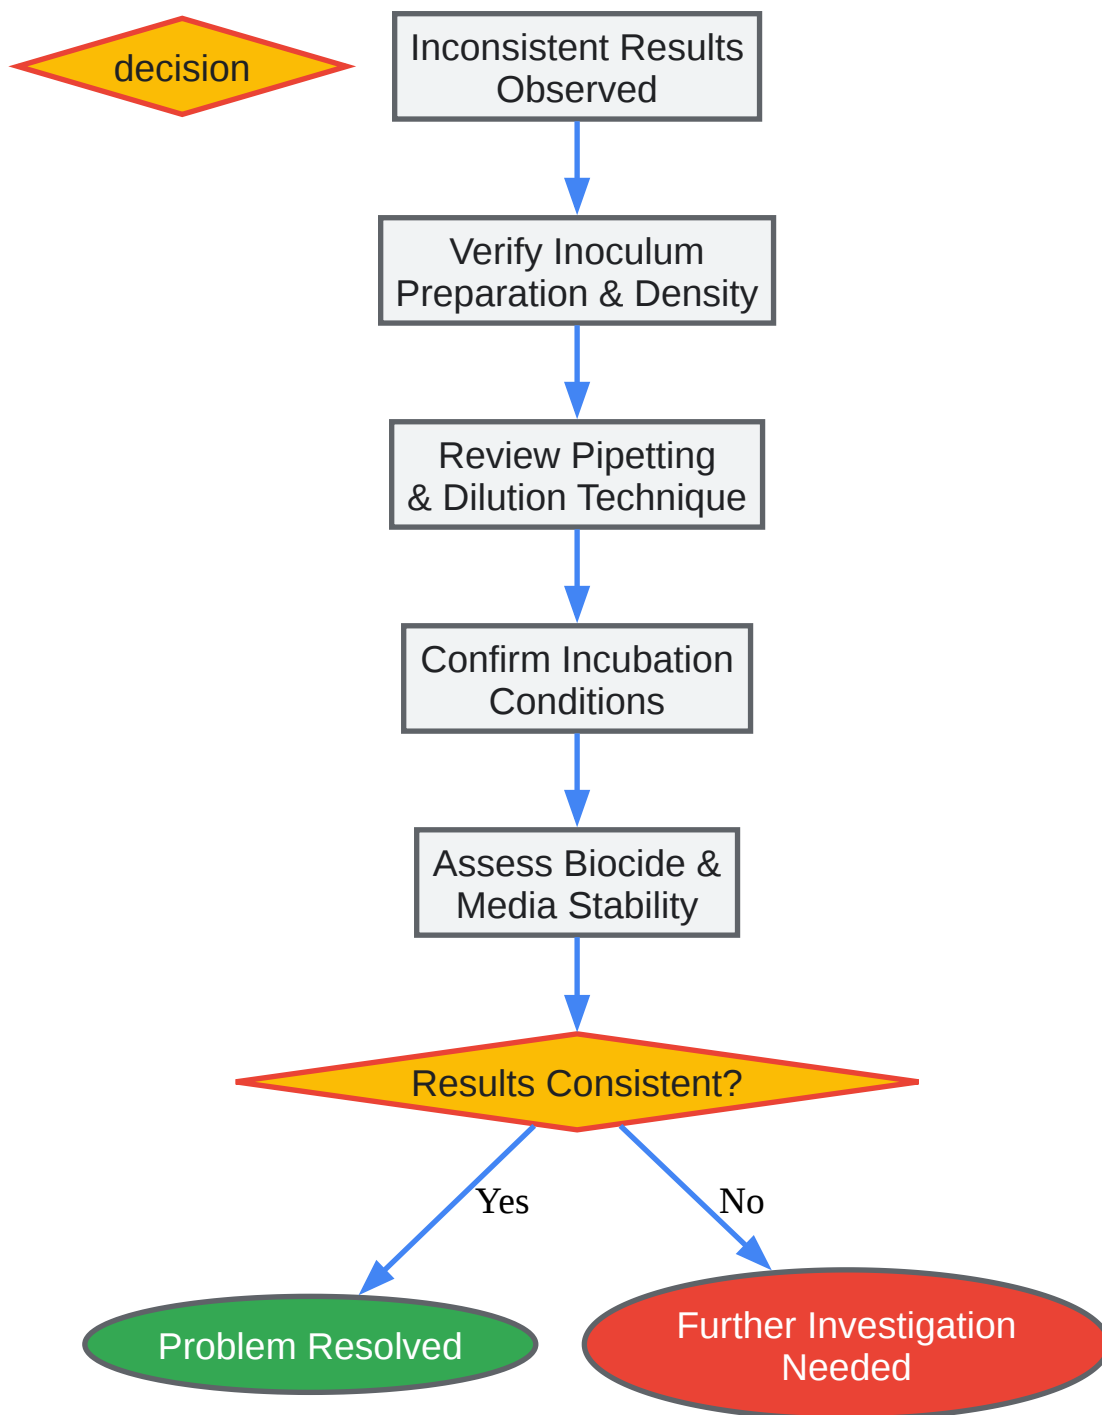 decision
Inconsistent Results
Observed
Verify Inoculum
Preparation & Density
Review Pipetting
& Dilution Technique
Confirm Incubation
Conditions
Assess Biocide &
Media Stability
Results Consistent?
Yes
No
Problem Resolved
Further Investigation
Needed